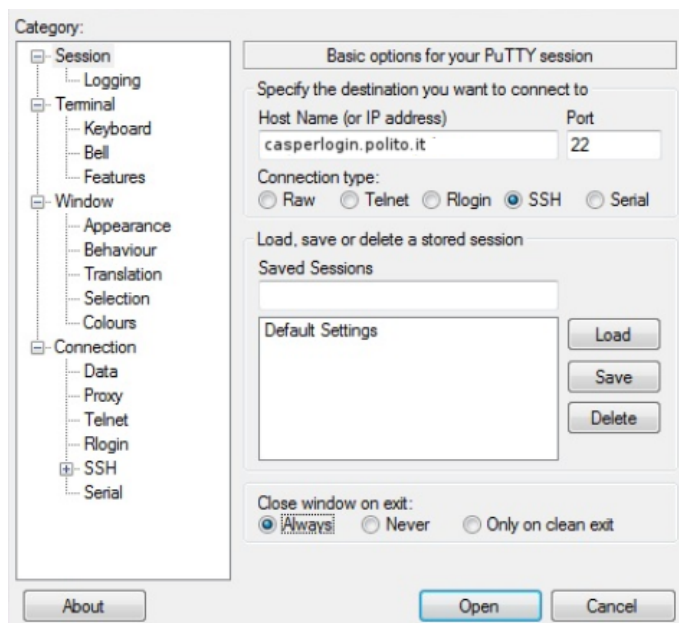 Category:
Session
Logging
Terminal
Keyboard
Bell
Features
Window
Appearance
Behaviour
Translation
Selection
Colours
Connection
Data
Proxy
Telnet
Rlogin
SSH
Serial
Basic options for your PuTTY session
Specify the destination you want to connect to
Host Name (or IP address) Port
casperlogin.polito.it 22
Connection type:
Raw Telnet Rlogin SSH Serial
Load, save or delete a stored session
Saved Sessions
Default Settings
Load
Save
Delete
Close window on exit:
Always Never Only on clean exit
About Open Cancel